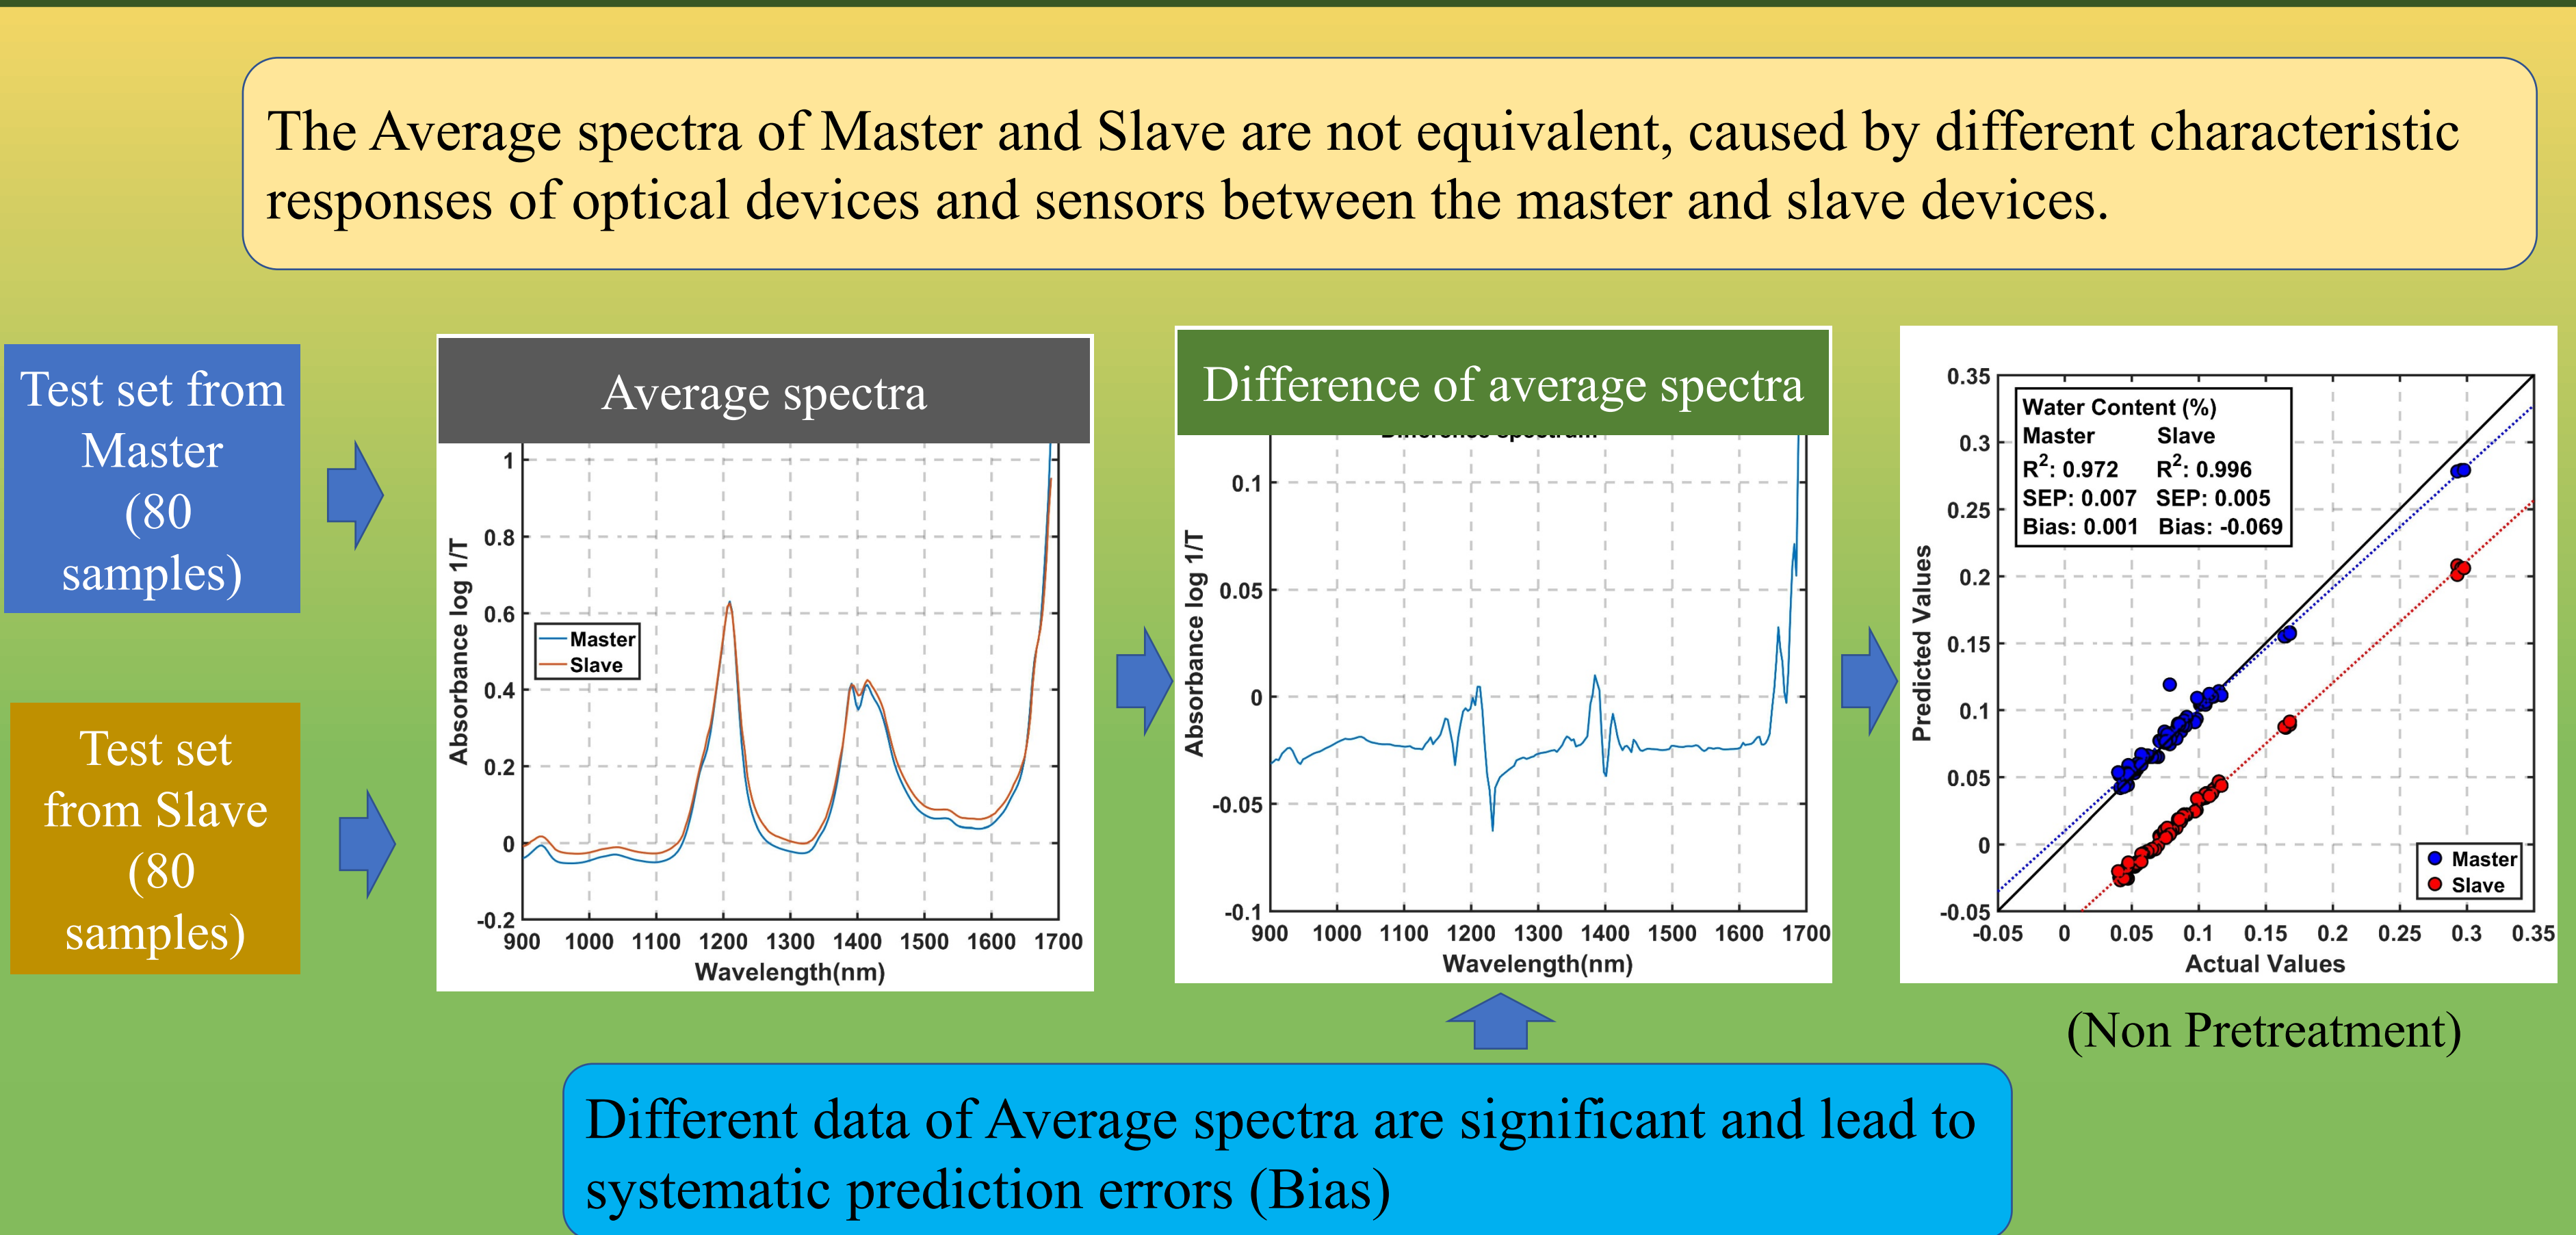 The Average spectra of Master and Slave are not equivalent, caused by different characteristic
responses of optical devices and sensors between the master and slave devices.
Test set from
Master
(80
samples)
Test set
from Slave
(80
samples)
Average spectra
1
0.8
0.6
0.4
0.2
0
-0.2
900 1000 1100 1200 1300 1400 1500 1600 1700
Absorbance log 1/T
Wavelength(nm)
Master
Slave
Difference of average spectra
0.1
0.05
0
-0.05
-0.1
900 1000 1100 1200 1300 1400 1500 1600 1700
Absorbance log 1/T
Wavelength(nm)
0.35
0.3
0.25
0.2
0.15
0.1
0.05
0
-0.05
-0.05 0 0.05 0.1 0.15 0.2 0.25 0.3 0.35
Predicted Values
Actual Values
Water Content (%)
Master Slave
R²: 0.972 R²: 0.996
SEP: 0.007 SEP: 0.005
Bias: 0.001 Bias: -0.069
Master
Slave
(Non Pretreatment)
Different data of Average spectra are significant and lead to
systematic prediction errors (Bias)